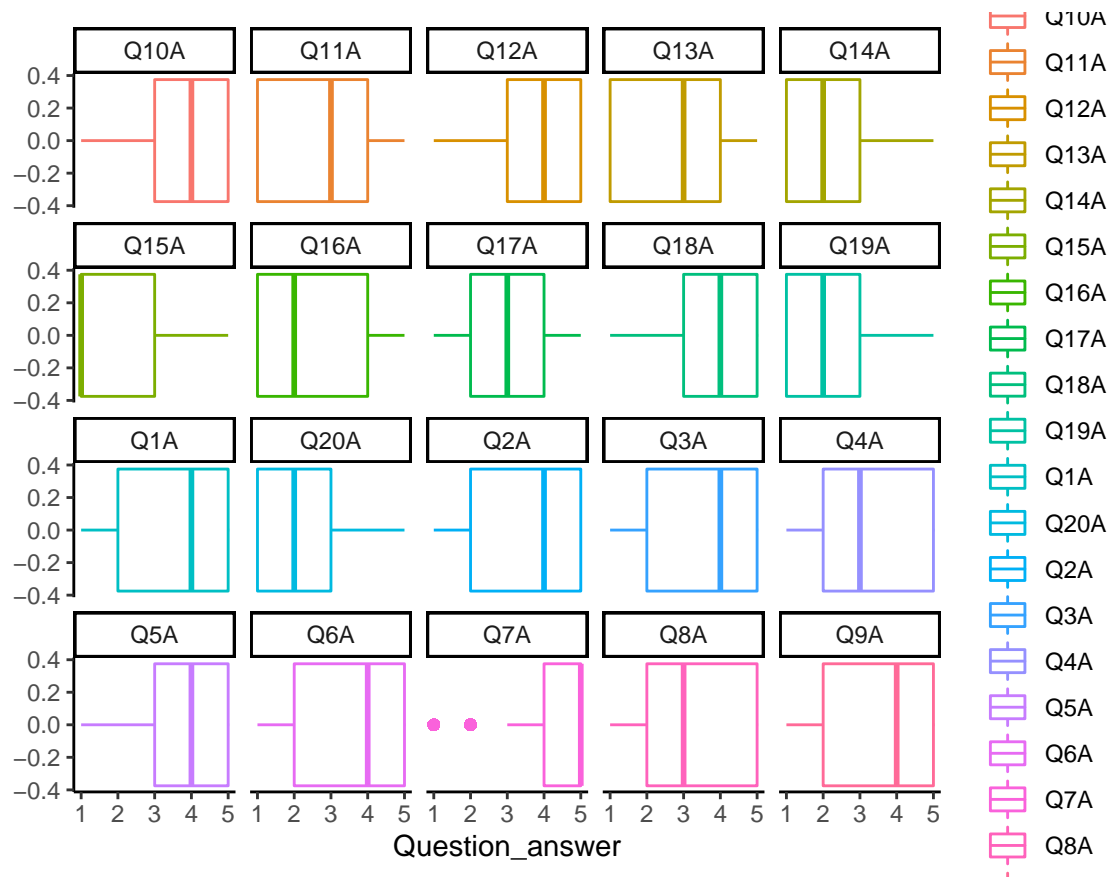 Q10A Q11A Q12A Q13A Q14A
0.4
0.2
0.0
−0.2
−0.4
Q15A Q16A Q17A Q18A Q19A
0.4
0.2
0.0
−0.2
−0.4
Q1A Q20A Q2A Q3A Q4A
0.4
0.2
0.0
−0.2
−0.4
Q5A Q6A Q7A Q8A Q9A
0.4
0.2
0.0
−0.2
−0.4
1 2 3 4 5 1 2 3 4 5 1 2 3 4 5 1 2 3 4 5 1 2 3 4 5
Question_answer
Q10A
Q11A
Q12A
Q13A
Q14A
Q15A
Q16A
Q17A
Q18A
Q19A
Q1A
Q20A
Q2A
Q3A
Q4A
Q5A
Q6A
Q7A
Q8A